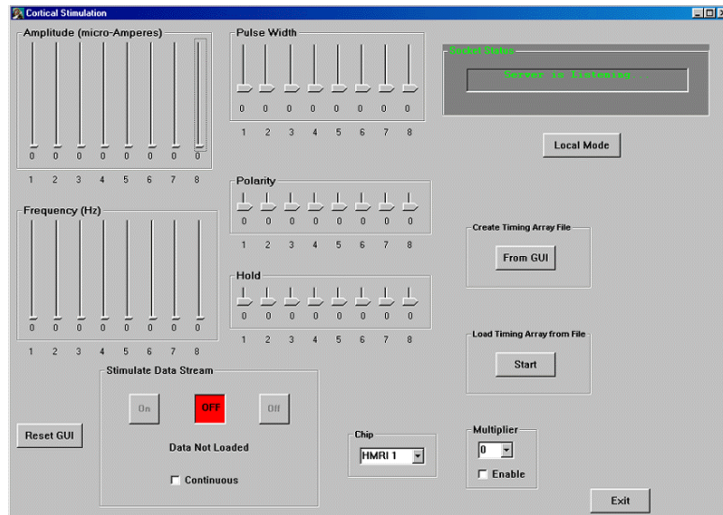 Cortical Stimulation
Amplitude (micro-Amperes)
0 0 0 0 0 0 0 0
1 2 3 4 5 6 7 8
Pulse Width
0 0 0 0 0 0 0 0
1 2 3 4 5 6 7 8
Socket Status
Server is Listening..
Local Mode
Polarity
0 0 0 0 0 0 0 0
1 2 3 4 5 6 7 8
Frequency (Hz)
0 0 0 0 0 0 0 0
1 2 3 4 5 6 7 8
Hold
0 0 0 0 0 0 0 0
1 2 3 4 5 6 7 8
Create Timing Array File
From GUI
Load Timing Array from File
Start
Stimulate Data Stream
On OFF Off
Data Not Loaded
Continuous
Reset GUI
Chip
HMRI 1
Multiplier
0
Enable
Exit